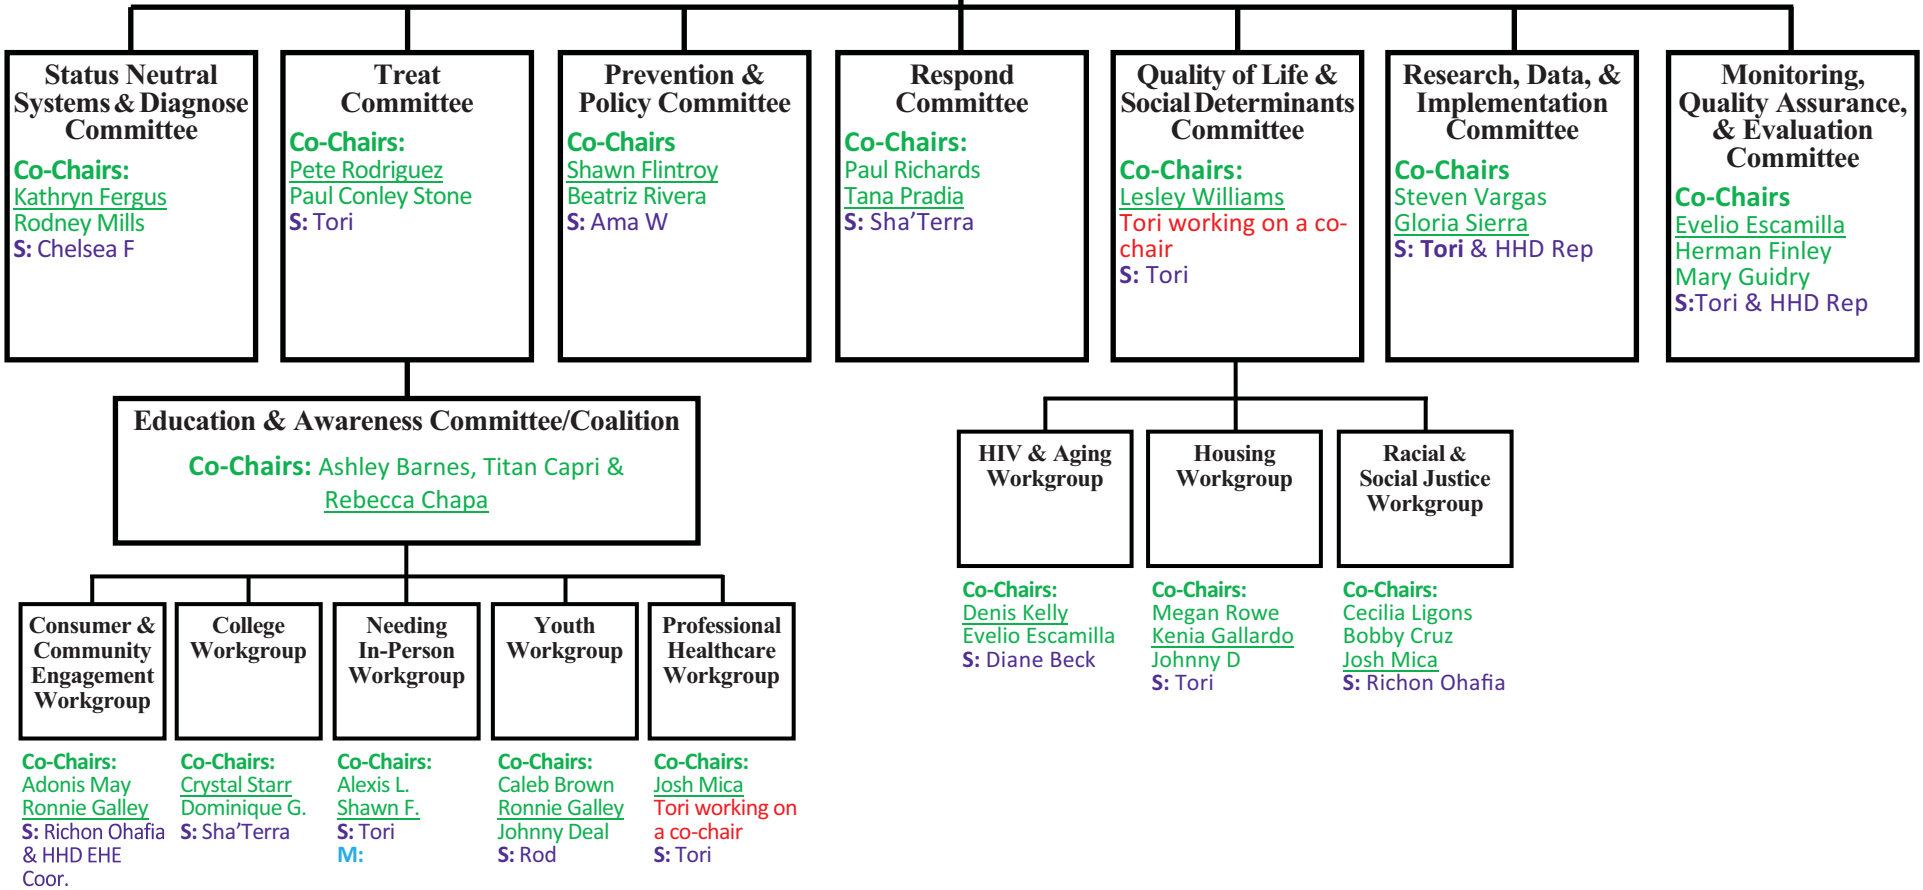 Status Neutral
Systems & Diagnose
Committee
Co-Chairs:
Kathryn Fergus
Rodney Mills
S: Chelsea F
Treat
Committee
Co-Chairs:
Pete Rodriguez
Paul Conley Stone
S: Tori
Prevention &
Policy Committee
Co-Chairs
Shawn Flintroy
Beatriz Rivera
S: Ama W
Respond
Committee
Co-Chairs:
Paul Richards
Tana Pradia
S: Sha’Terra
Quality of Life &
Social Determinants
Committee
Co-Chairs:
Lesley Williams
Tori working on a co-
chair
S: Tori
Research, Data, &
Implementation
Committee
Co-Chairs
Steven Vargas
Gloria Sierra
S: Tori & HHD Rep
Monitoring,
Quality Assurance,
& Evaluation
Committee
Co-Chairs
Evelio Escamilla
Herman Finley
Mary Guidry
S:Tori & HHD Rep
Education & Awareness Committee/Coalition
Co-Chairs: Ashley Barnes, Titan Capri &
Rebecca Chapa
HIV & Aging
Workgroup
Co-Chairs:
Denis Kelly
Evelio Escamilla
S: Diane Beck
Housing
Workgroup
Co-Chairs:
Megan Rowe
Kenia Gallardo
Johnny D
S: Tori
Racial &
Social Justice
Workgroup
Co-Chairs:
Cecilia Ligons
Bobby Cruz
Josh Mica
S: Richon Ohafia
Consumer &
Community
Engagement
Workgroup
Co-Chairs:
Adonis May
Ronnie Galley
S: Richon Ohafia
& HHD EHE
Coor.
College
Workgroup
Co-Chairs:
Crystal Starr
Dominique G.
S: Sha’Terra
Needing
In-Person
Workgroup
Co-Chairs:
Alexis L.
Shawn F.
S: Tori
M:
Youth
Workgroup
Co-Chairs:
Caleb Brown
Ronnie Galley
Johnny Deal
S: Rod
Professional
Healthcare
Workgroup
Co-Chairs:
Josh Mica
Tori working on
a co-chair
S: Tori